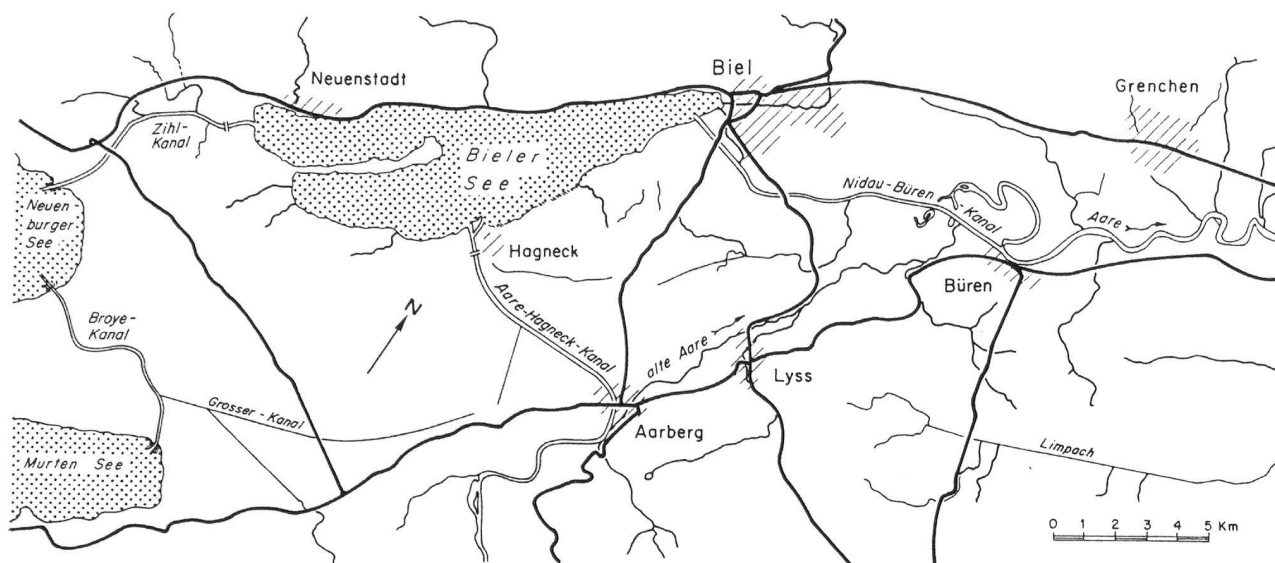 Neuenstadt
Biel
Grenchen
Zihl-
Kanal
Bieler
See
Neuen
burger
See
Nidau-Büren
Kanal
Aare
Hagneck
Büren
Broye-
Kanal
N
Aare-Hagneck-Kanal
alte Aare
Lyss
Grosser-Kanal
Aarberg
Limpach
Murten See
0 1 2 3 4 5 Km